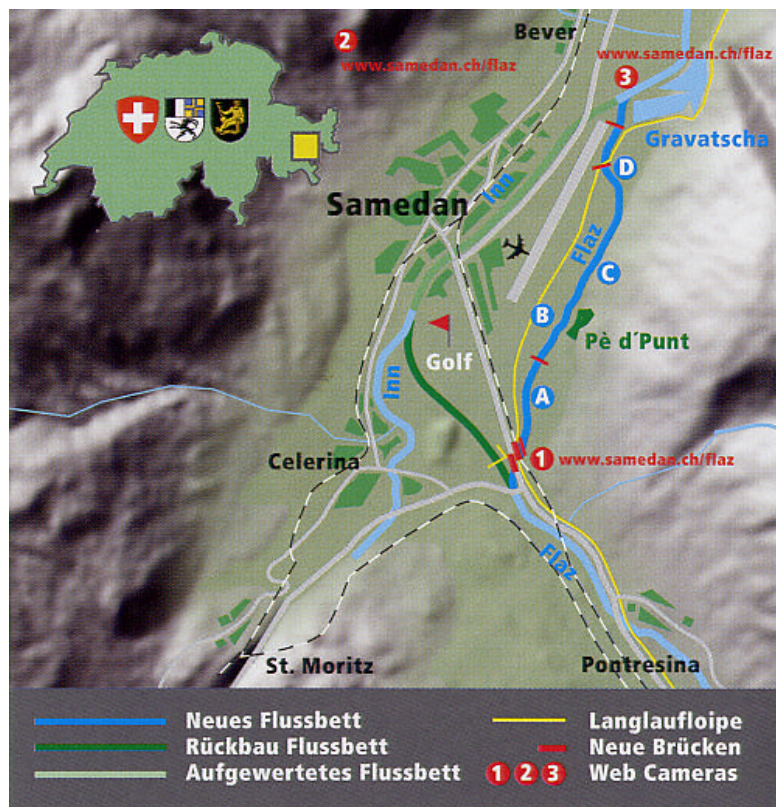 Bever
2
www.samedan.ch/flaz
www.samedan.ch/flaz
3
Gravatscha
D
Inn
Samedan
Flaz
C
B
Pè d'Punt
Golf
Inn
A
Celerina
1 www.samedan.ch/flaz
Flaz
St. Moritz
Pontresina
Neues Flussbett
Rückbau Flussbett
Aufgewertetes Flussbett
Langlaufloipe
Neue Brücken
1 2 3 Web Cameras